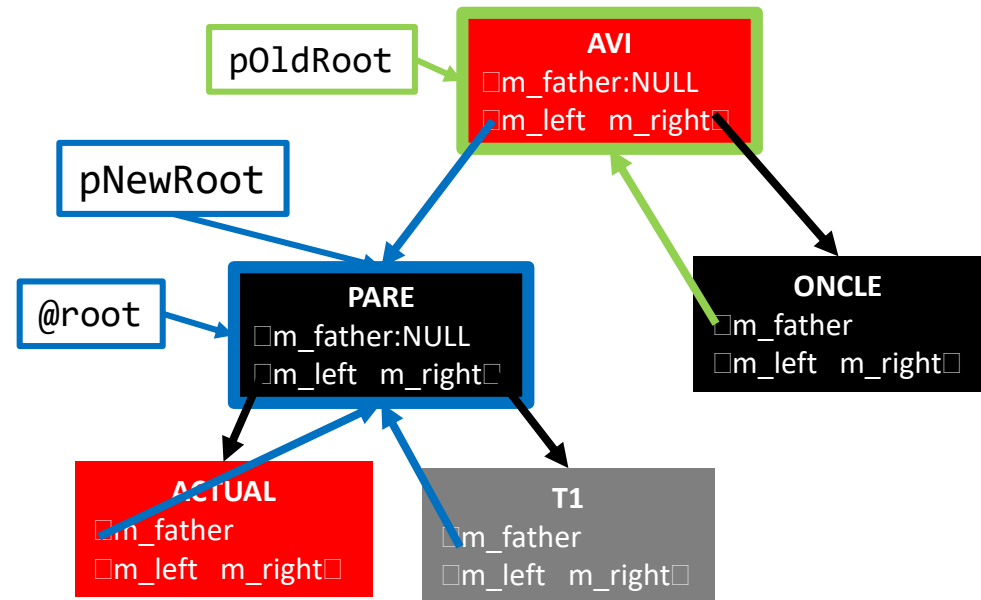 pOldRoot
AVI
□m_father:NULL
□m_left m_right□
pNewRoot
@root
PARE
□m_father:NULL
□m_left m_right□
ONCLE
□m_father
□m_left m_right□
ACTUAL
□m_father
□m_left m_right□
T1
□m_father
□m_left m_right□